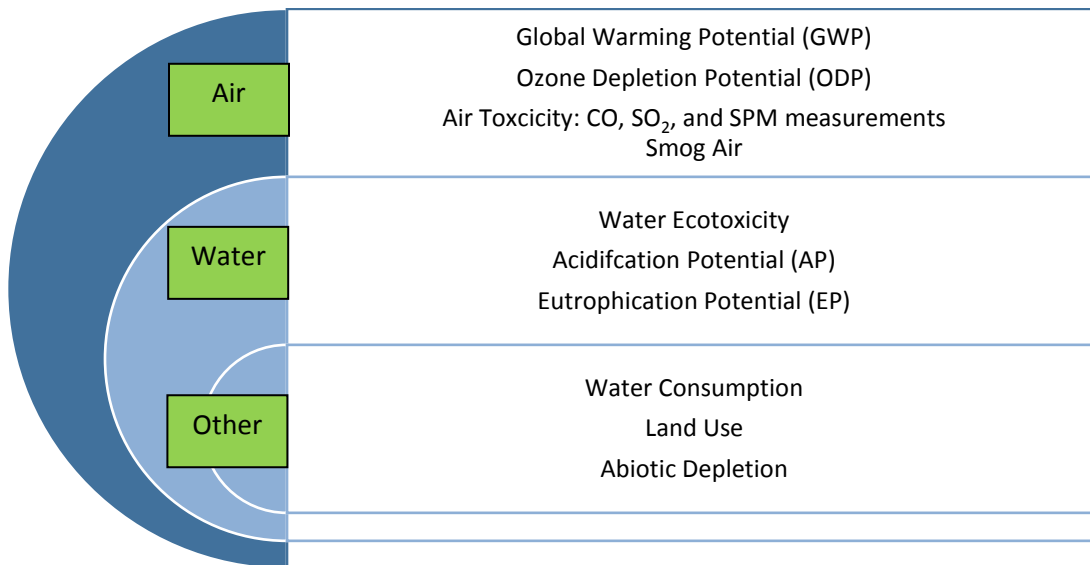 Air
Global Warming Potential (GWP)
Ozone Depletion Potential (ODP)
Air Toxcicity: CO, SO₂, and SPM measurements
Smog Air
Water
Water Ecotoxicity
Acidifcation Potential (AP)
Eutrophication Potential (EP)
Other
Water Consumption
Land Use
Abiotic Depletion